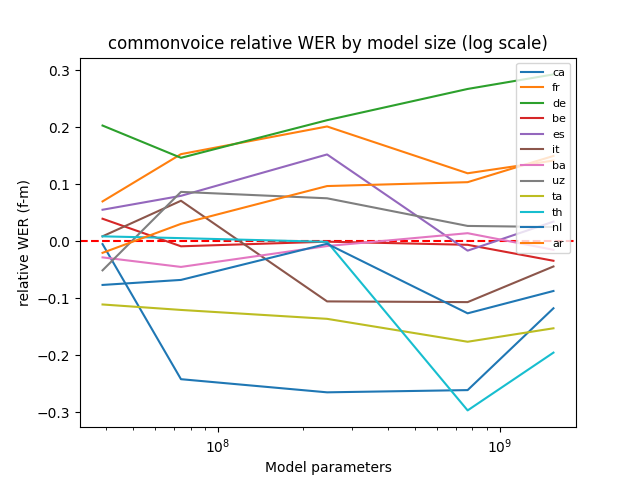 commonvoice relative WER by model size (log scale)
relative WER (f-m)
0.3
0.2
0.1
0.0
−0.1
−0.2
−0.3
ca
fr
de
be
es
it
ba
uz
ta
th
nl
ar
10⁸
10⁹
Model parameters